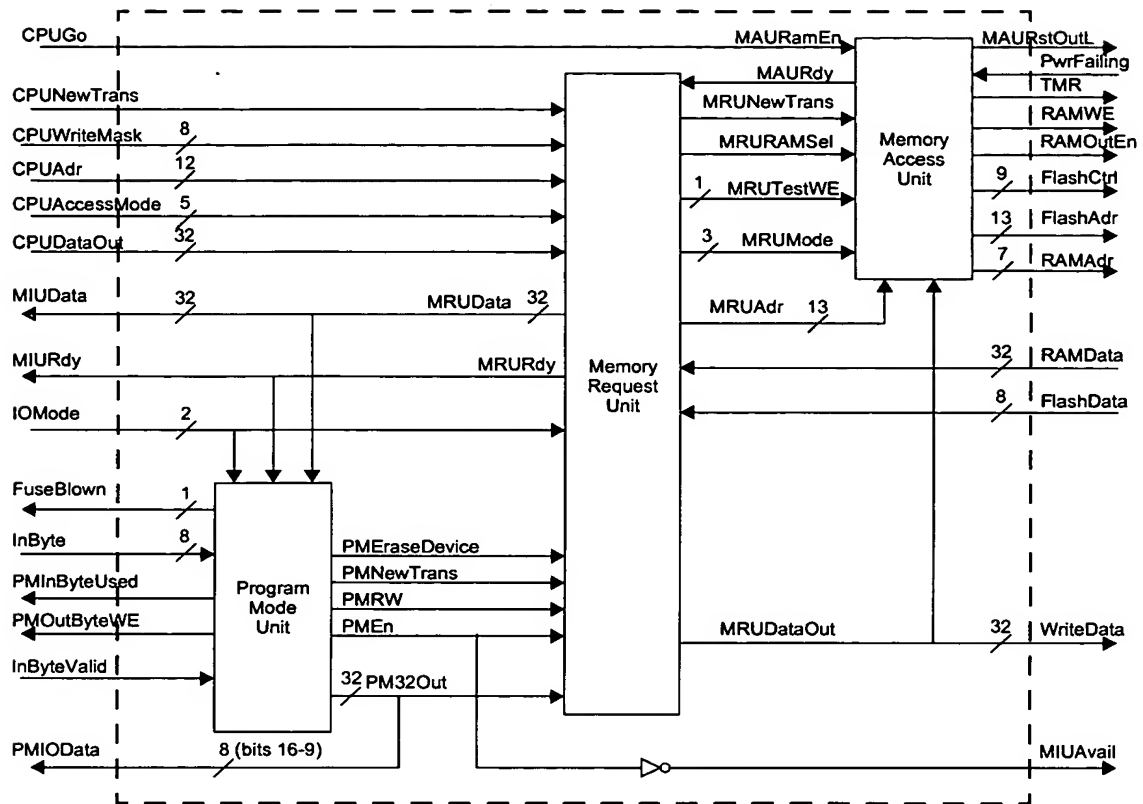 CPUGo
MAURamEn
MAURstOutL
MAURdy
PwrFailing
CPUNewTrans
MRUNewTrans
TMR
CPUWriteMask
8
MRURAMSel
Memory
Access
Unit
RAMWE
RAMOutEn
CPUAdr
12
1
MRUTestWE
9
FlashCtrl
CPUAccessMode
5
13
FlashAdr
CPUDataOut
32
3
MRUMode
7
RAMAdr
MIUData
32
MRUData
32
MRUAdr
13
MIURdy
MRURdy
Memory
Request
Unit
32
RAMData
IOMode
2
8
FlashData
FuseBlown
1
InByte
8
PMInByteUsed
PMOutByteWE
InByteValid
Program
Mode
Unit
PMEraseDevice
PMNewTrans
PMRW
PMEn
32
PM32Out
MRUDataOut
32
WriteData
PMIOData
8 (bits 16-9)
MIUAvail